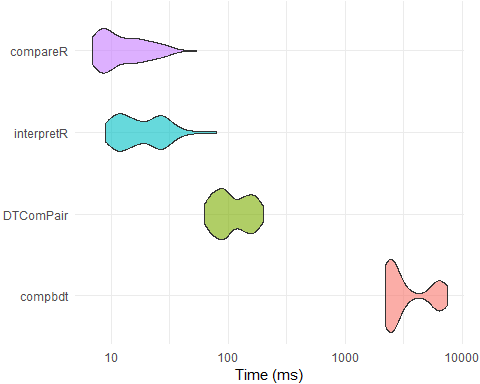 compareR
interpretR
DTComPair
compbdt
10 100 1000 10000
Time (ms)